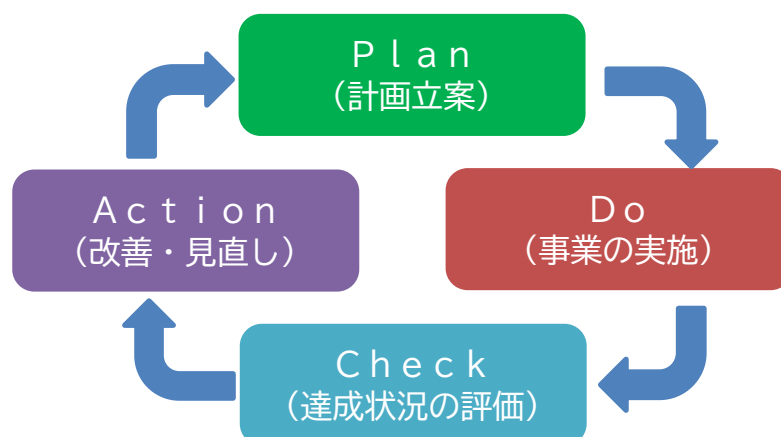 Ｐｌａｎ
（計画立案）
Ｄｏ
（事業の実施）
Ｃｈｅｃｋ
（達成状況の評価）
Ａｃｔｉｏｎ
（改善・見直し）